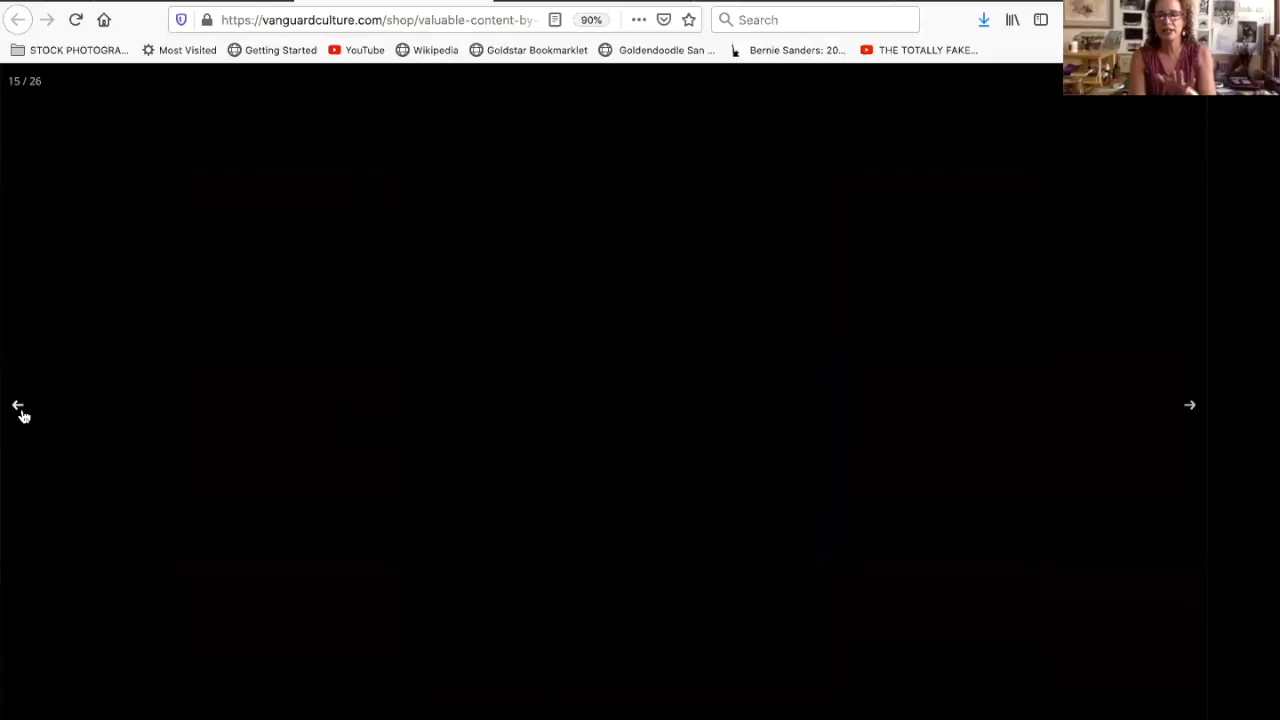 https://vanguardculture.com/shop/valuable-content-by- 90% Search
STOCK PHOTOGRA... Most Visited Getting Started YouTube Wikipedia Goldstar Bookmarklet Goldendoodle San ... Bernie Sanders: 20... THE TOTALLY FAKE...
15 / 26